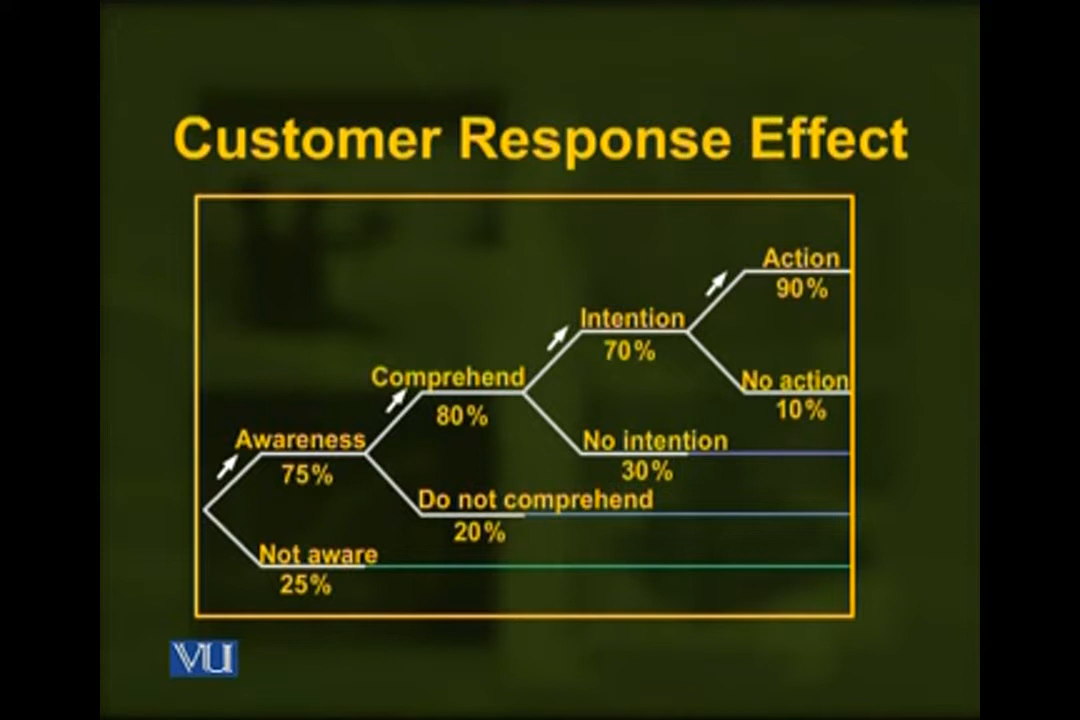 Customer Response Effect
Action
90%
Intention
70%
Comprehend
No action
80%
10%
Awareness
No intention
75%
30%
Do not comprehend
20%
Not aware
25%
VU